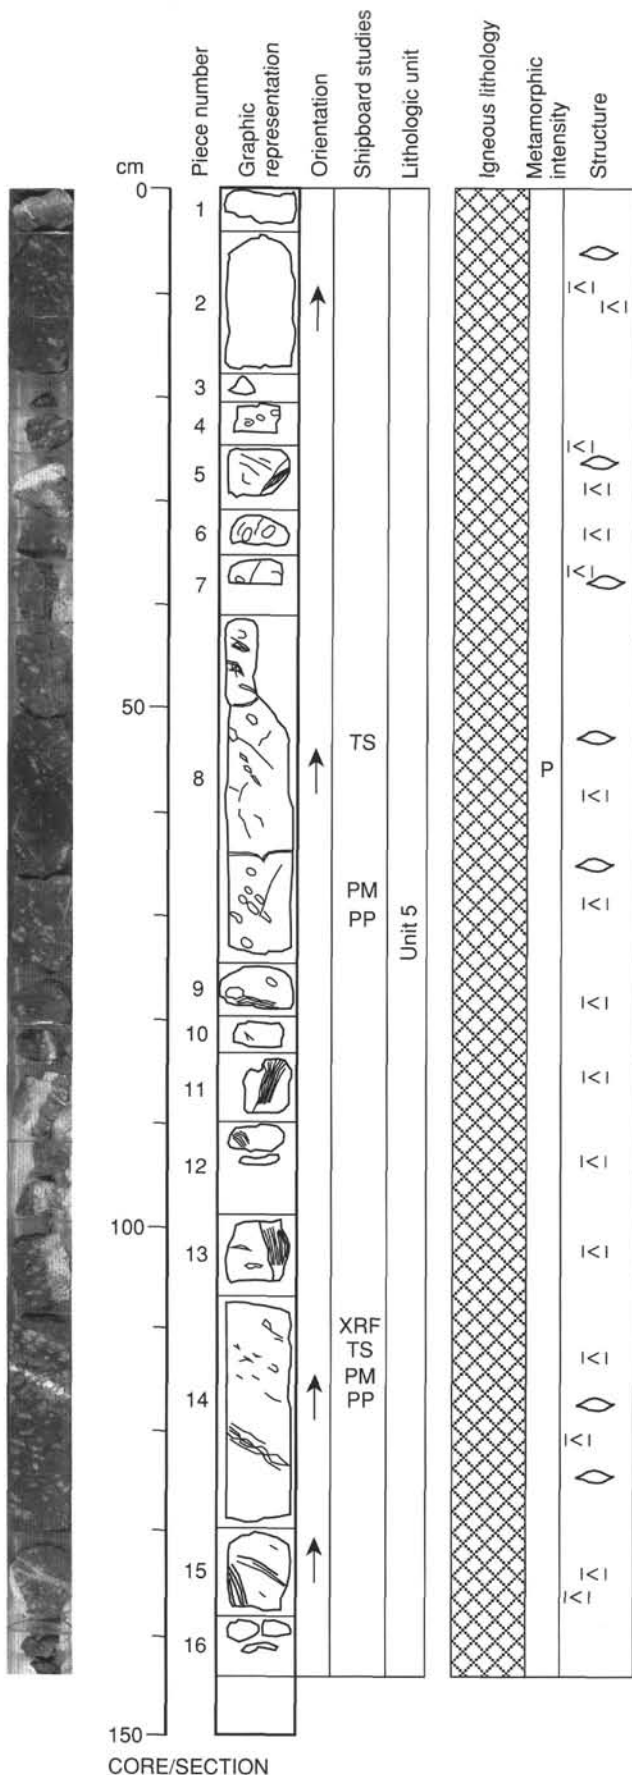 cm
Piece number
Graphic
representation
Orientation
Shipboard studies
Lithologic unit
Igneous lithology
Metamorphic
intensity
Structure
0
1
2
3
4
5
6
7
50
TS
8
P
PM
PP
Unit 5
9
10
11
12
100
13
XRF
TS
PM
PP
14
15
16
150
CORE/SECTION